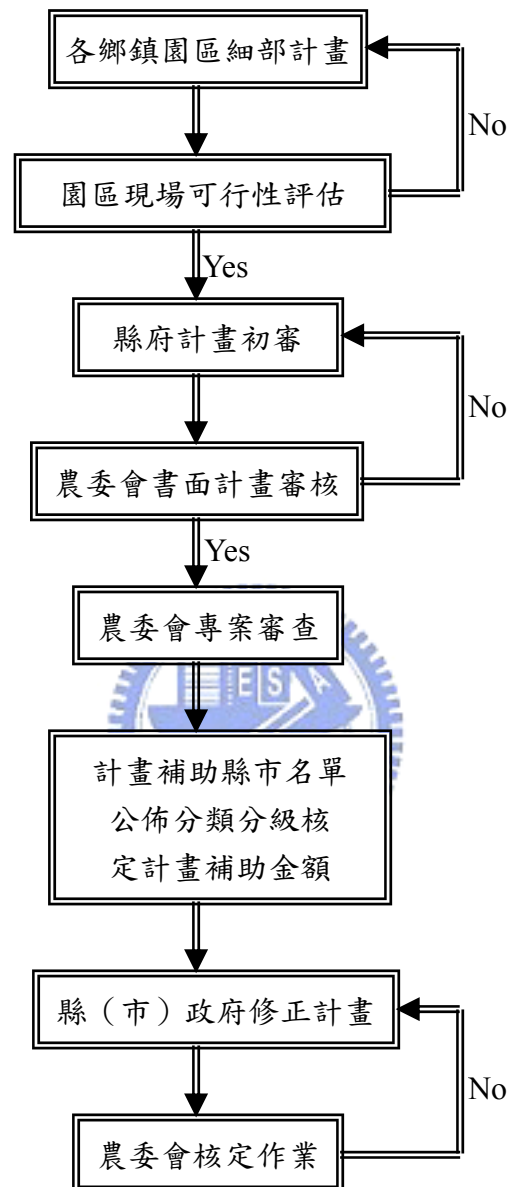 各鄉鎮園區細部計畫
No
園區現場可行性評估
Yes
縣府計畫初審
No
農委會書面計畫審核
Yes
農委會專案審查
ESA
計畫補助縣市名單
公佈分類分級核
定計畫補助金額
縣（市）政府修正計畫
No
農委會核定作業